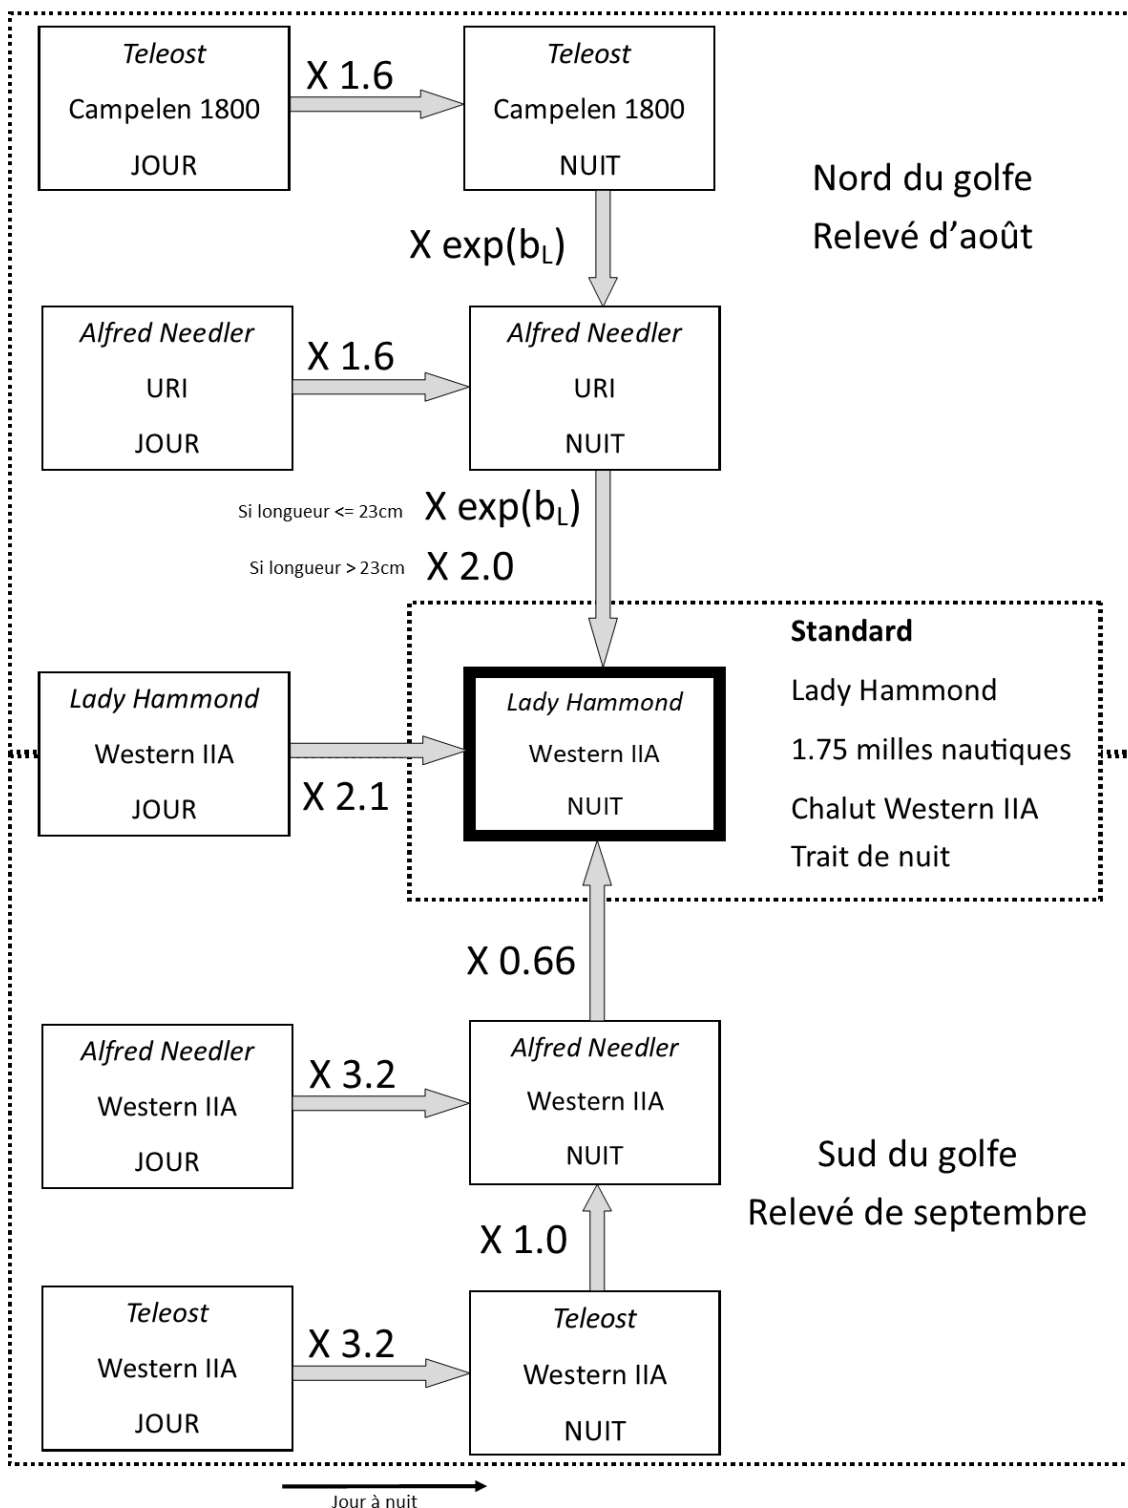 Teleost
Campelen 1800
JOUR
X 1.6
Teleost
Campelen 1800
NUIT
Nord du golfe
Relevé d’août
X exp(bL)
Alfred Needler
URI
JOUR
X 1.6
Alfred Needler
URI
NUIT
Si longueur <= 23cm X exp(bL)
Si longueur > 23cm X 2.0
Lady Hammond
Western IIA
JOUR
X 2.1
Lady Hammond
Western IIA
NUIT
Standard
Lady Hammond
1.75 milles nautiques
Chalut Western IIA
Trait de nuit
X 0.66
Alfred Needler
Western IIA
JOUR
X 3.2
Alfred Needler
Western IIA
NUIT
Sud du golfe
Relevé de septembre
X 1.0
Teleost
Western IIA
JOUR
X 3.2
Teleost
Western IIA
NUIT
Jour à nuit